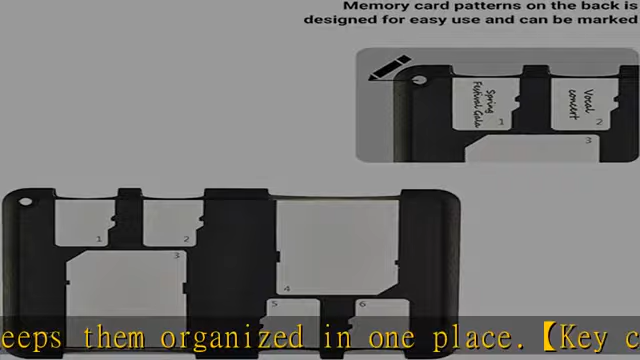 Memory card patterns on the back is
designed for easy use and can be marked
Spring
Festival Gala
Vocal
concert
1
2
3
1
2
3
4
5
6
eeps them organized in one place.【Key c